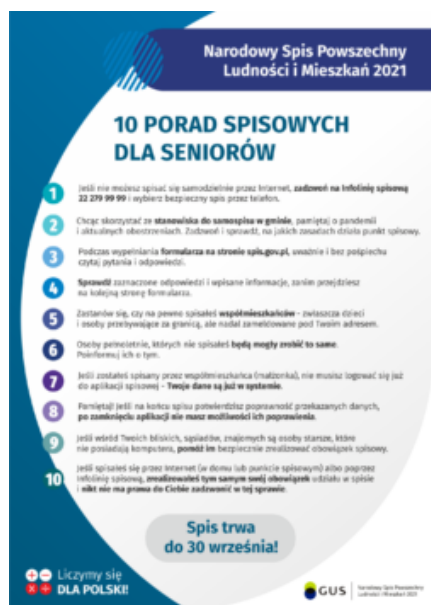 Narodowy Spis Powszechny
Ludności i Mieszkań 2021
10 PORAD SPISOWYCH
DLA SENIORÓW
1 Jeśli nie możesz spisać się samodzielnie przez Internet, zadzwoń na Infolinię spisową
22 279 99 99 i wybierz bezpieczny spis przez telefon.
2 Chcąc skorzystać ze stanowiska do samospisu w gminie, pamiętaj o pandemii
i aktualnych obostrzeniach. Zadzwoń i sprawdź, na jakich zasadach działa punkt spisowy.
3 Podczas wypełniania formularza na stronie spis.gov.pl, uważnie i bez pośpiechu
czytaj pytania i odpowiedzi.
4 Sprawdź zaznaczone odpowiedzi i wpisane informacje, zanim przejdziesz
na kolejną stronę formularza.
5 Zastanów się, czy na pewno spisałeś współmieszkańców - zwłaszcza dzieci
i osoby przebywające za granicą, ale nadal zameldowane pod Twoim adresem.
6 Osoby pełnoletnie, których nie spisałeś będą mogły zrobić to same.
Poinformuj ich o tym.
7 Jeśli zostałeś spisany przez współmieszkańca (małżonka), nie musisz logować się już
do aplikacji spisowej - Twoje dane są już w systemie.
8 Pamiętaj! Jeśli na końcu spisu potwierdzisz poprawność przekazanych danych,
po zamknięciu aplikacji nie masz możliwości ich poprawienia.
9 Jeśli wśród Twoich bliskich, sąsiadów, znajomych są osoby starsze, które
nie posiadają komputera, pomóż im bezpiecznie zrealizować obowiązek spisowy.
10 Jeśli spisałeś się przez Internet (w domu lub punkcie spisowym) albo poprzez
Infolinię spisową, zrealizowałeś tym samym swój obowiązek udziału w spisie
i nikt nie ma prawa do Ciebie zadzwonić w tej sprawie.
Spis trwa
do 30 września!
Liczymy się
DLA POLSKI!
GUS
Narodowy Spis Powszechny
Ludności i Mieszkań 2021